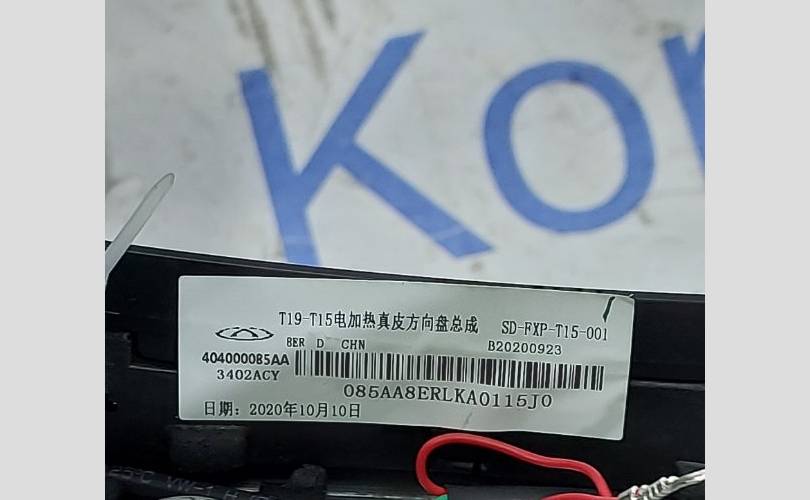 Ko
T19-T15电加热真皮方向盘总成 SD-FXP-T15-001
BER D CHN B20200923
404000085AA
3402ACY
085AA8ERLKA0115J0
日期：2020年10月10日
VW-1